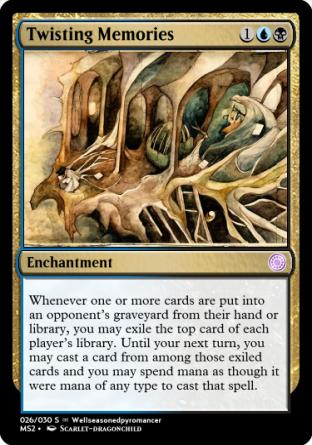 Twisting Memories 1
Enchantment
Whenever one or more cards are put into
an opponent's graveyard from their hand or
library, you may exile the top card of each
player's library. Until your next turn, you
may cast a card from among those exiled
cards and you may spend mana as though it
were mana of any type to cast that spell.
026/030 S Wellseasonedpyromancer
MS2 • Scarlet-Dragonchild